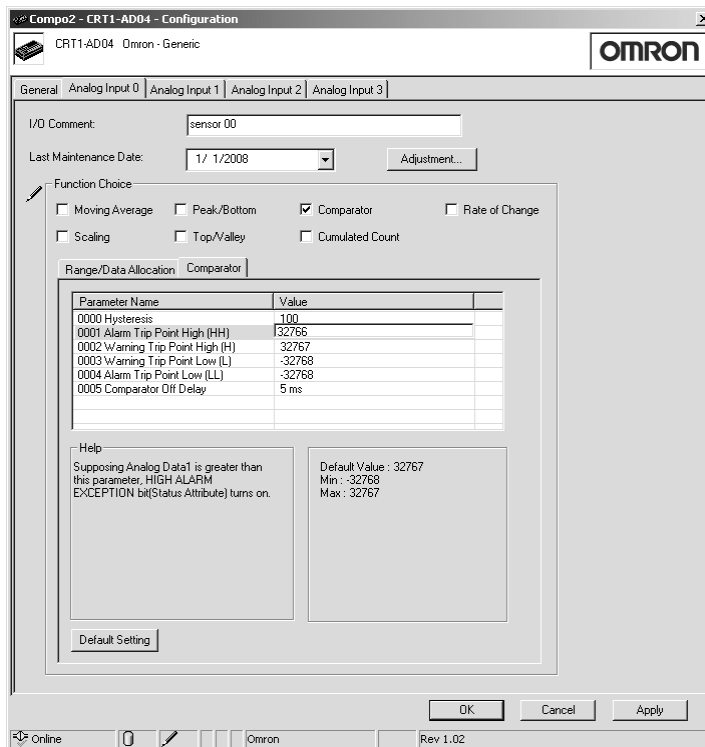 Compo2 - CRT1-AD04 - Configuration
CRT1-AD04 Omron - Generic
OMRON
General Analog Input 0 Analog Input 1 Analog Input 2 Analog Input 3
I/O Comment: sensor 00
Last Maintenance Date: 1/ 1/2008 Adjustment...
Function Choice
Moving Average Peak/Bottom Comparator Rate of Change
Scaling Top/Valley Cumulated Count
Range/Data Allocation Comparator
Parameter Name Value
0000 Hysteresis 100
0001 Alarm Trip Point High (HH) 32766
0002 Warning Trip Point High (H) 32767
0003 Warning Trip Point Low (L) -32768
0004 Alarm Trip Point Low (LL) -32768
0005 Comparator Off Delay 5 ms
Help
Supposing Analog Data1 is greater than
this parameter, HIGH ALARM
EXCEPTION bit(Status Attribute) turns on.
Default Value : 32767
Min : -32768
Max : 32767
Default Setting
OK Cancel Apply
Online Omron Rev 1.02